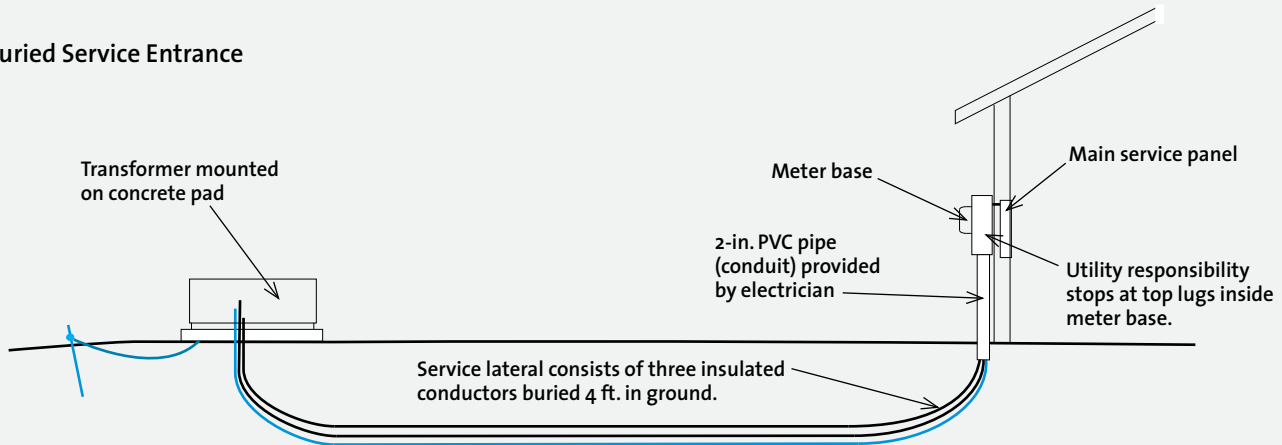 uried Service Entrance
Transformer mounted
on concrete pad
Meter base
Main service panel
2-in. PVC pipe
(conduit) provided
by electrician
Utility responsibility
stops at top lugs inside
meter base.
Service lateral consists of three insulated
conductors buried 4 ft. in ground.